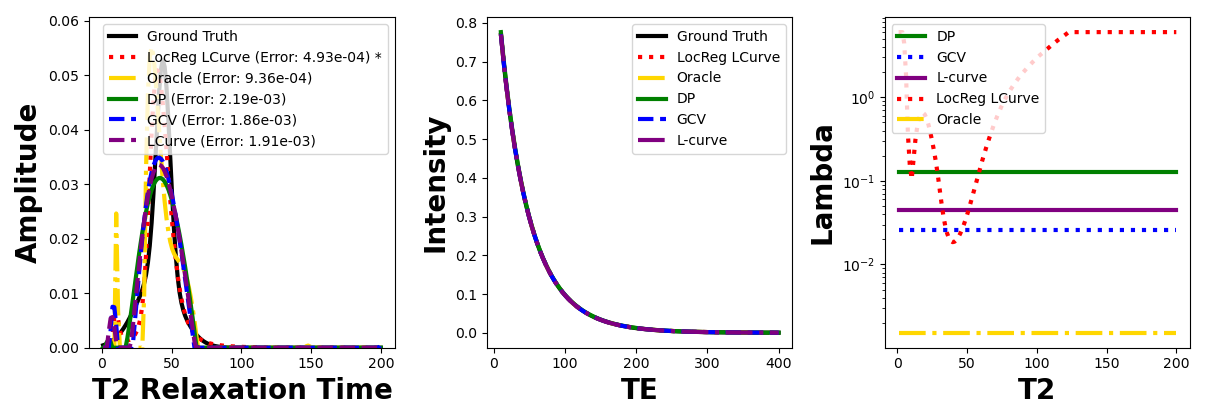 0.06
0.05
0.04
0.03
0.02
0.01
0.00
0
50
100
150
200
Amplitude
T2 Relaxation Time
Ground Truth
LocReg LCurve (Error: 4.93e-04) *
Oracle (Error: 9.36e-04)
DP (Error: 2.19e-03)
GCV (Error: 1.86e-03)
LCurve (Error: 1.91e-03)
0.8
0.7
0.6
0.5
0.4
0.3
0.2
0.1
0.0
0
100
200
300
400
Intensity
TE
Ground Truth
LocReg LCurve
Oracle
DP
GCV
L-curve
10⁰
10⁻¹
10⁻²
0
50
100
150
200
Lambda
T2
DP
GCV
L-curve
LocReg LCurve
Oracle